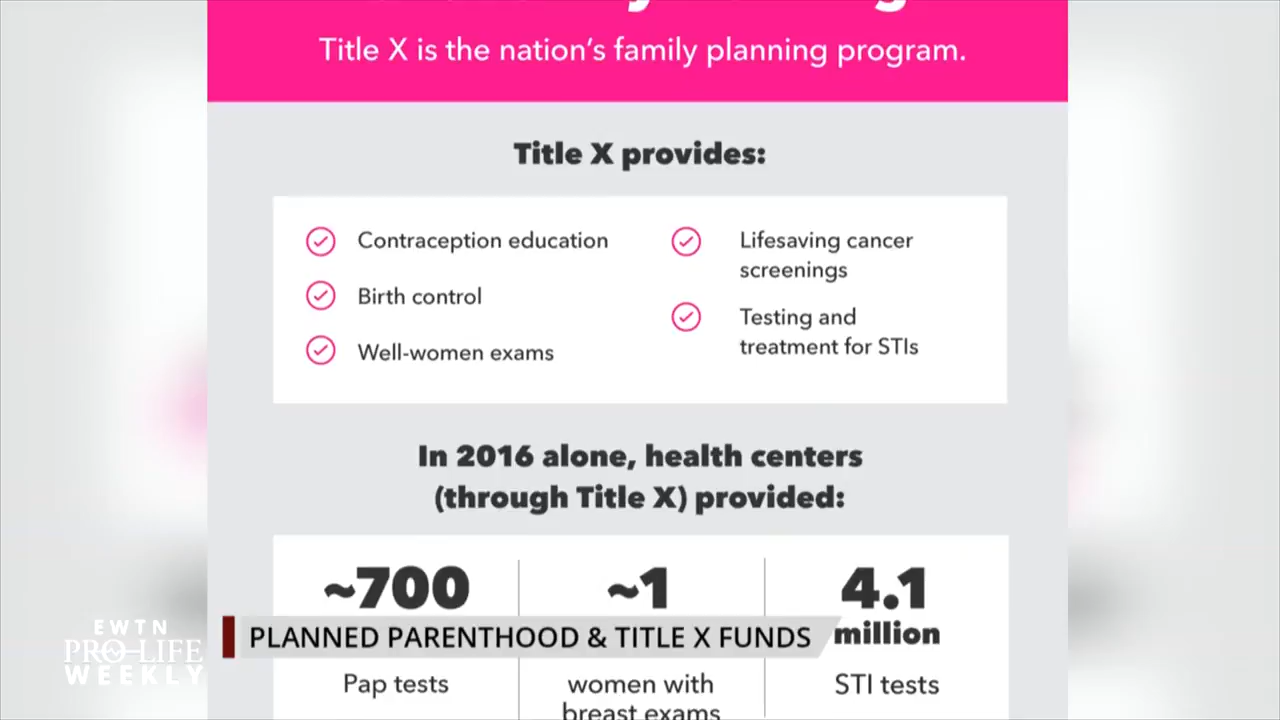 Title X is the nation's family planning program.
Title X provides:
Contraception education
Birth control
Well-women exams
Lifesaving cancer
screenings
Testing and
treatment for STIs
In 2016 alone, health centers
(through Title X) provided:
~700
Pap tests
~1
women with
breast exams
4.1
million
STI tests
EWTN
PRO-LIFE
WEEKLY
PLANNED PARENTHOOD & TITLE X FUNDS